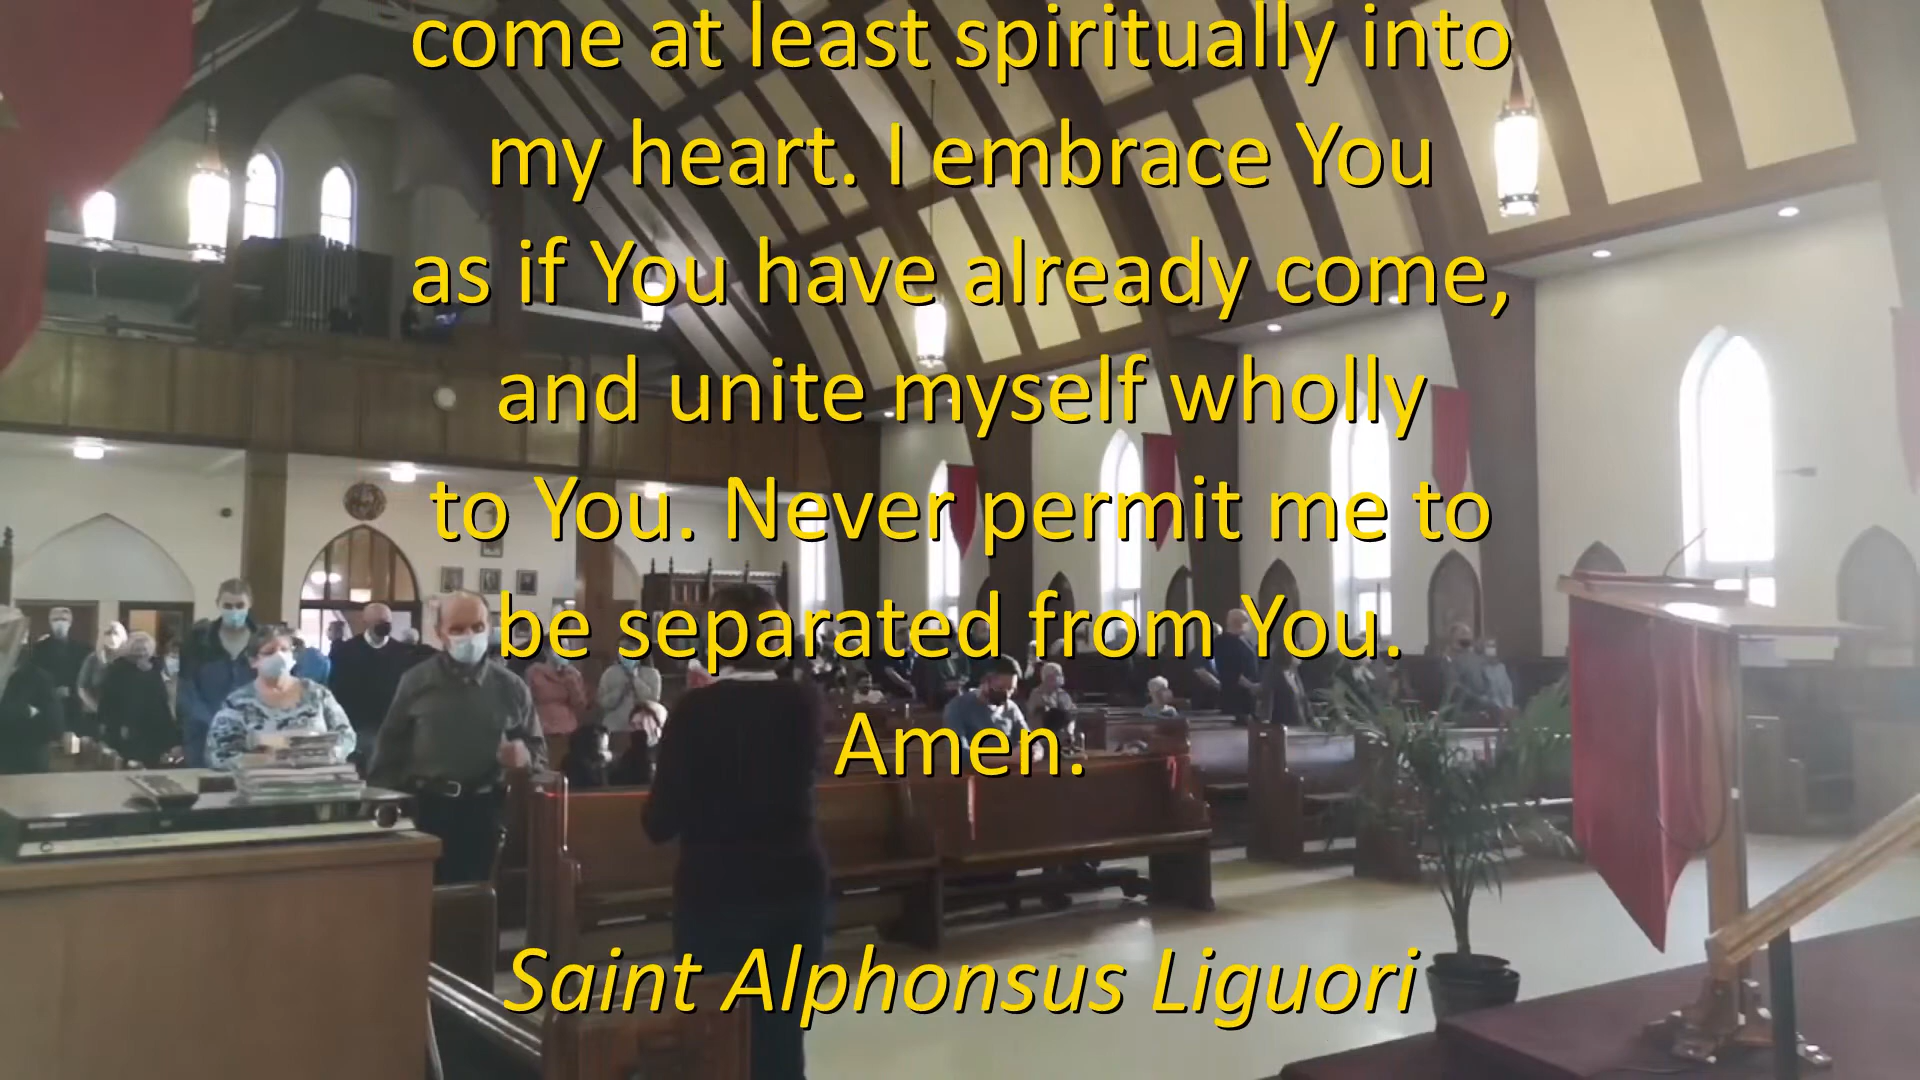 come at least spiritually into
my heart. I embrace You
as if You have already come,
and unite myself wholly
to You. Never permit me to
be separated from You.
Amen.
Saint Alphonsus Liguori